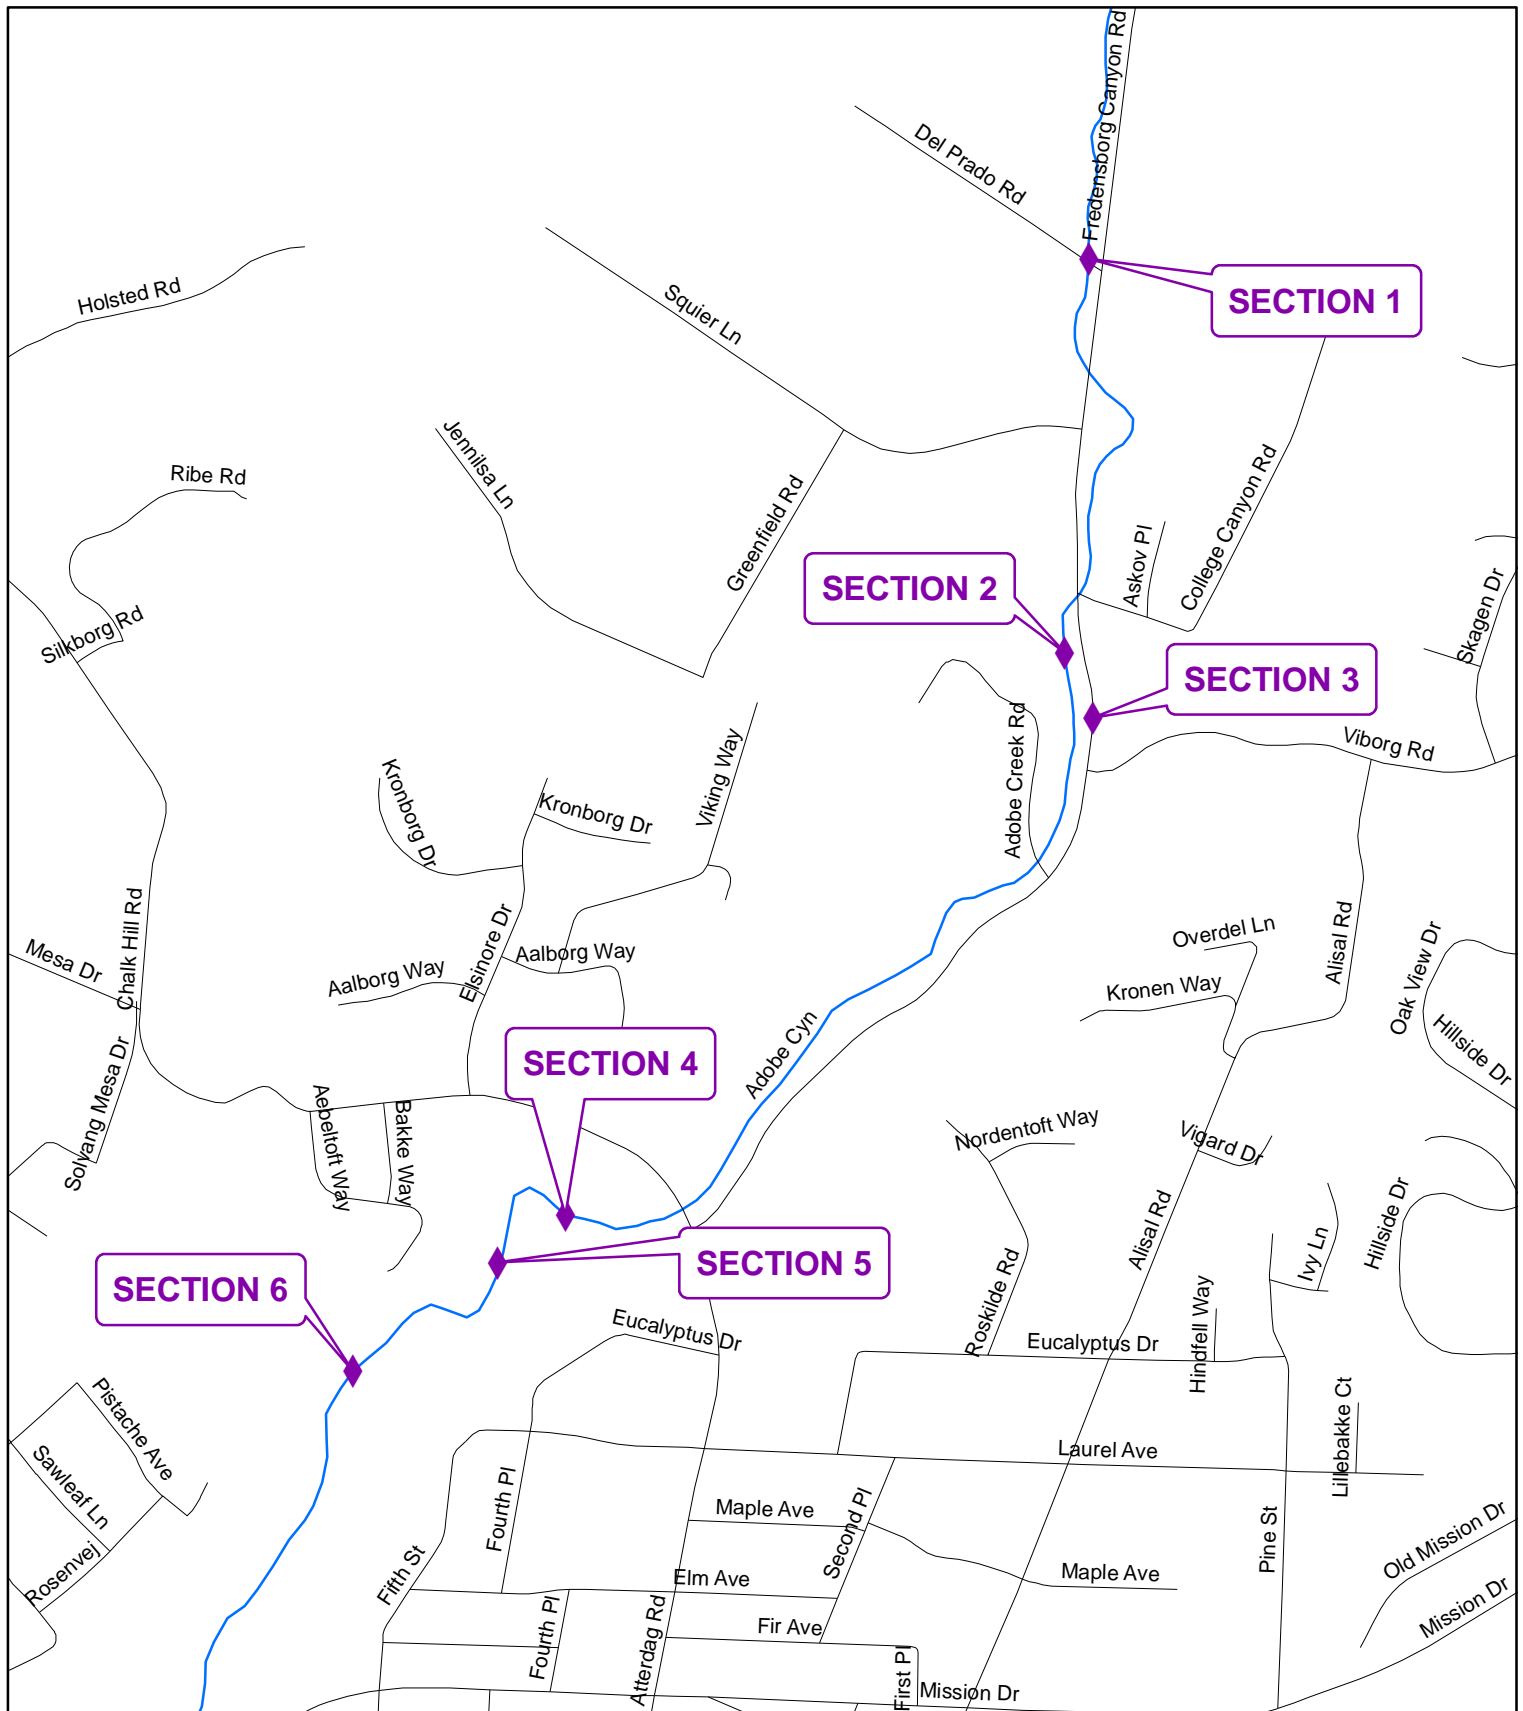 Fredensborg Canyon Rd
Del Prado Rd
SECTION 1
Holsted Rd
Squier Ln
Jennilsa Ln
Ribe Rd
Greenfield Rd
College Canyon Rd
Askov Pl
SECTION 2
Skagen Dr
Silkborg Rd
SECTION 3
Adobe Creek Rd
Viborg Rd
Viking Way
Kronborg Dr
Kronborg Dr
Chalk Hill Rd
Elsinore Dr
Overdel Ln
Alisal Rd
Oak View Dr
Mesa Dr
Aalborg Way
Aalborg Way
Kronen Way
Hillside Dr
Adobe Cyn
SECTION 4
Solvang Mesa Dr
Aebeltoft Way
Bakke Way
Nordentoft Way
Vigard Dr
Alisal Rd
Hillside Dr
Ivy Ln
SECTION 5
SECTION 6
Roskilde Rd
Hindfell Way
Eucalyptus Dr
Eucalyptus Dr
Pistache Ave
Lillebakke Ct
Laurel Ave
Sawleaf Ln
Fourth Pl
Maple Ave
Second Pl
Pine St
Old Mission Dr
Rosenvej
Fifth St
Elm Ave
Maple Ave
Mission Dr
Fourth Pl
Atterdag Rd
Fir Ave
First Pl
Mission Dr